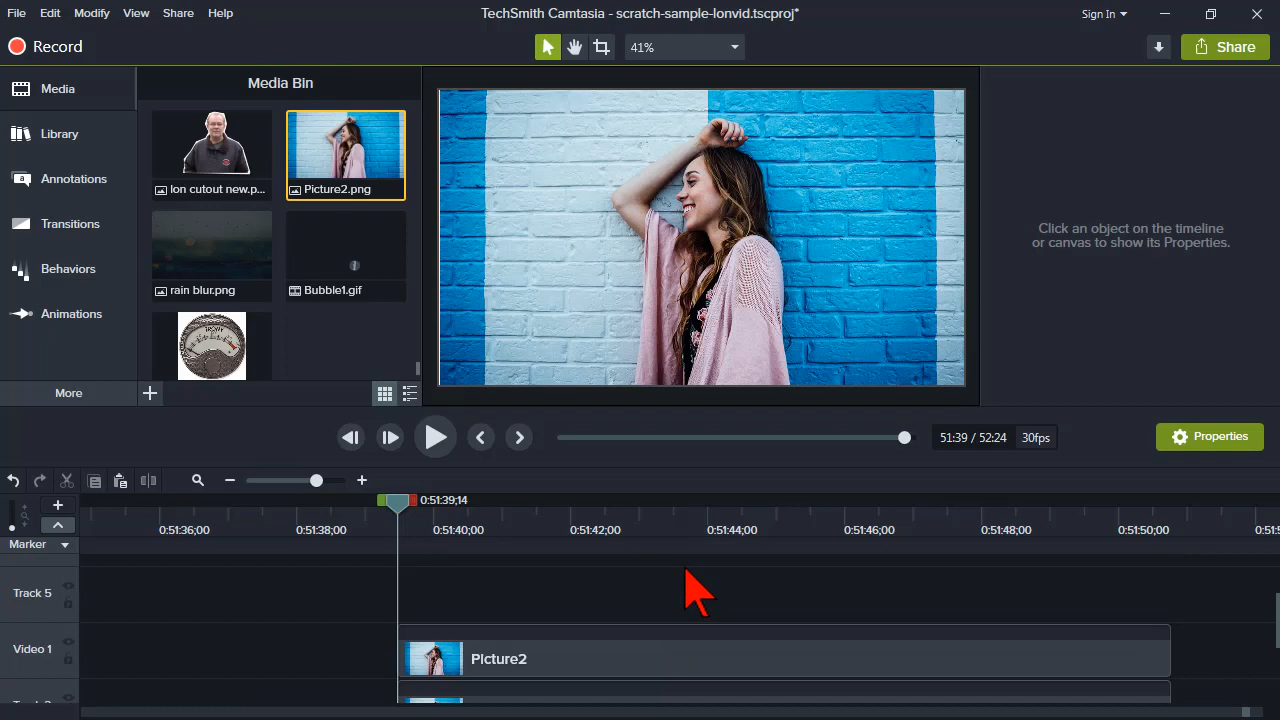 File Edit Modify View Share Help
TechSmith Camtasia - scratch-sample-lonvid.tscproj*
Sign In
Record
41%
Share
Media
Library
Annotations
Transitions
Behaviors
Animations
More
Media Bin
lon cutout new.p...
Picture2.png
rain blur.png
Bubble1.gif
Click an object on the timeline
or canvas to show its Properties.
51:39 / 52:24 30fps
Properties
0:51:39;14
0:51:36;00 0:51:38;00 0:51:40;00 0:51:42;00 0:51:44;00 0:51:46;00 0:51:48;00 0:51:50;00
Marker
Track 5
Video 1
Picture2